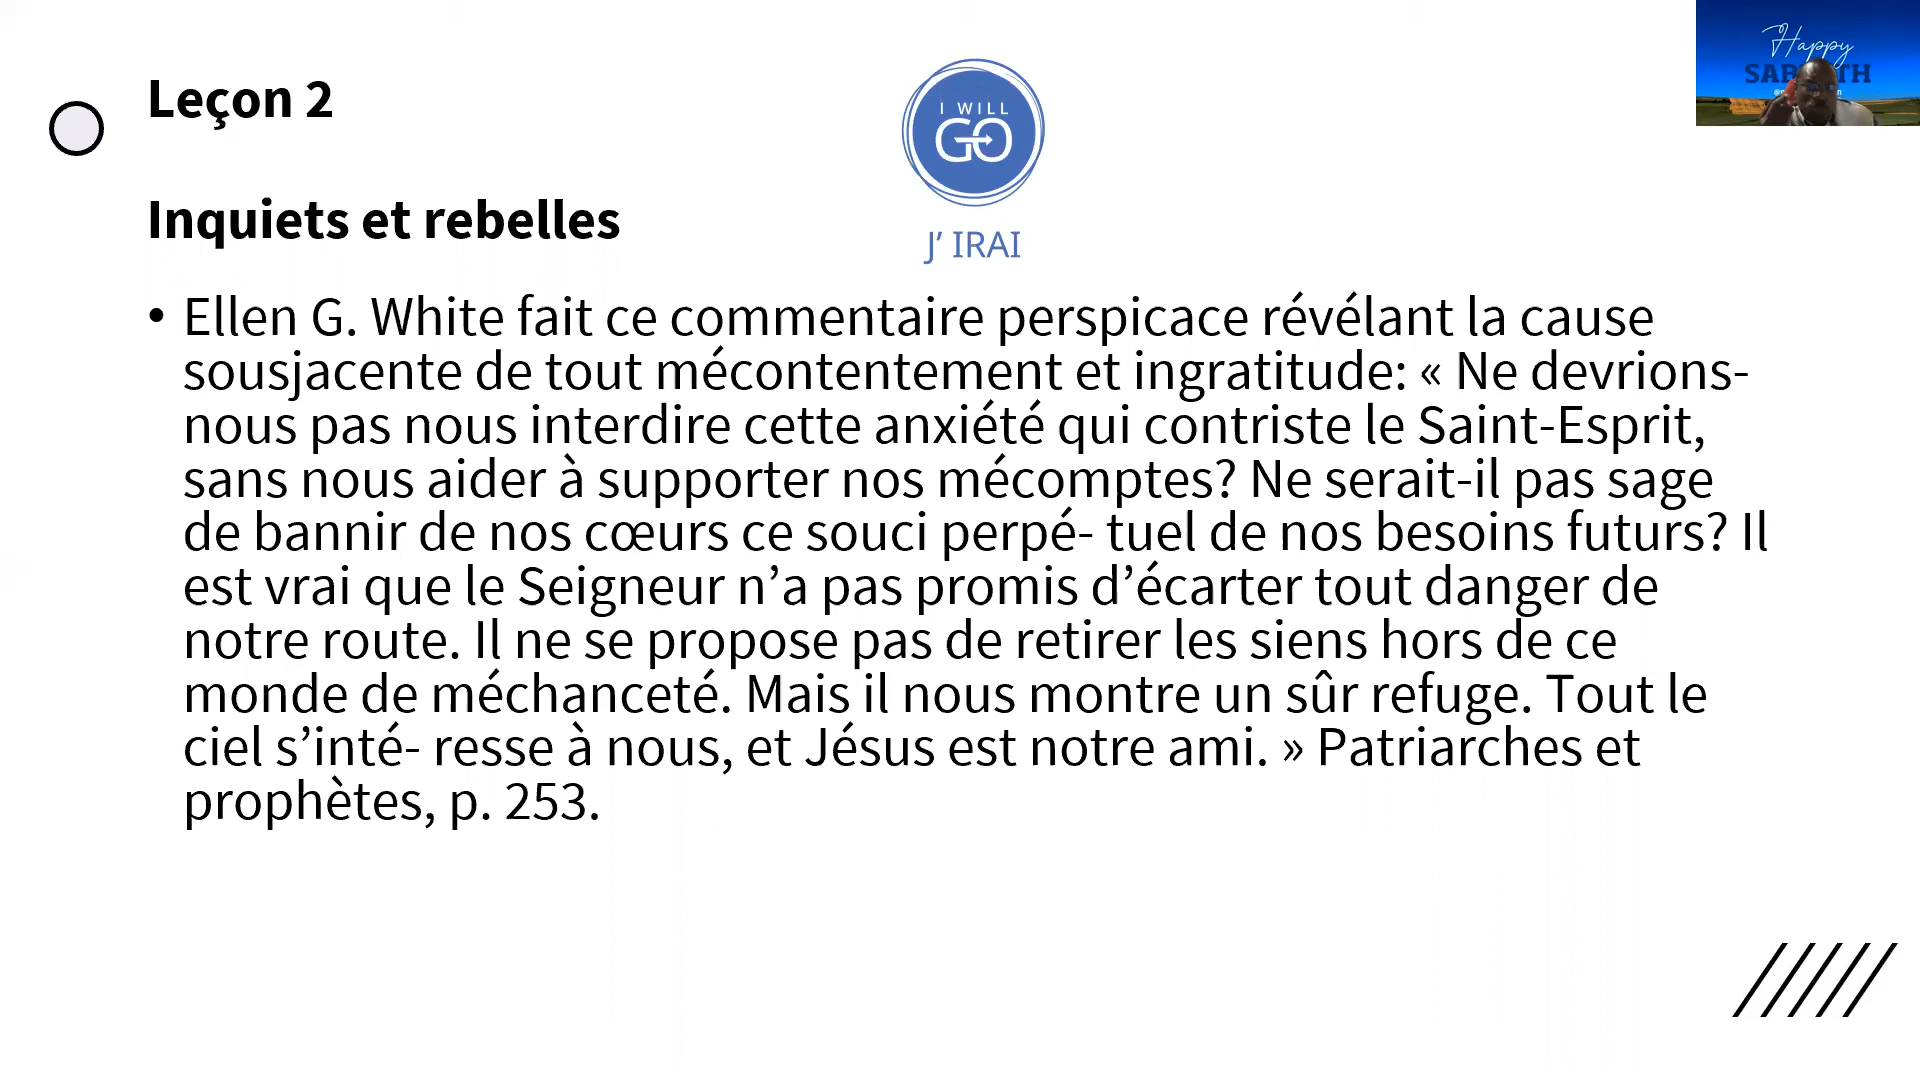 Leçon 2
I WILL
GO
J’ IRAI
Happy
Inquiets et rebelles
• Ellen G. White fait ce commentaire perspicace révélant la cause
sousjacente de tout mécontentement et ingratitude: « Ne devrions-
nous pas nous interdire cette anxiété qui contriste le Saint-Esprit,
sans nous aider à supporter nos mécomptes? Ne serait-il pas sage
de bannir de nos cœurs ce souci perpé- tuel de nos besoins futurs? Il
est vrai que le Seigneur n’a pas promis d’écarter tout danger de
notre route. Il ne se propose pas de retirer les siens hors de ce
monde de méchanceté. Mais il nous montre un sûr refuge. Tout le
ciel s’inté- resse à nous, et Jésus est notre ami. » Patriarches et
prophètes, p. 253.